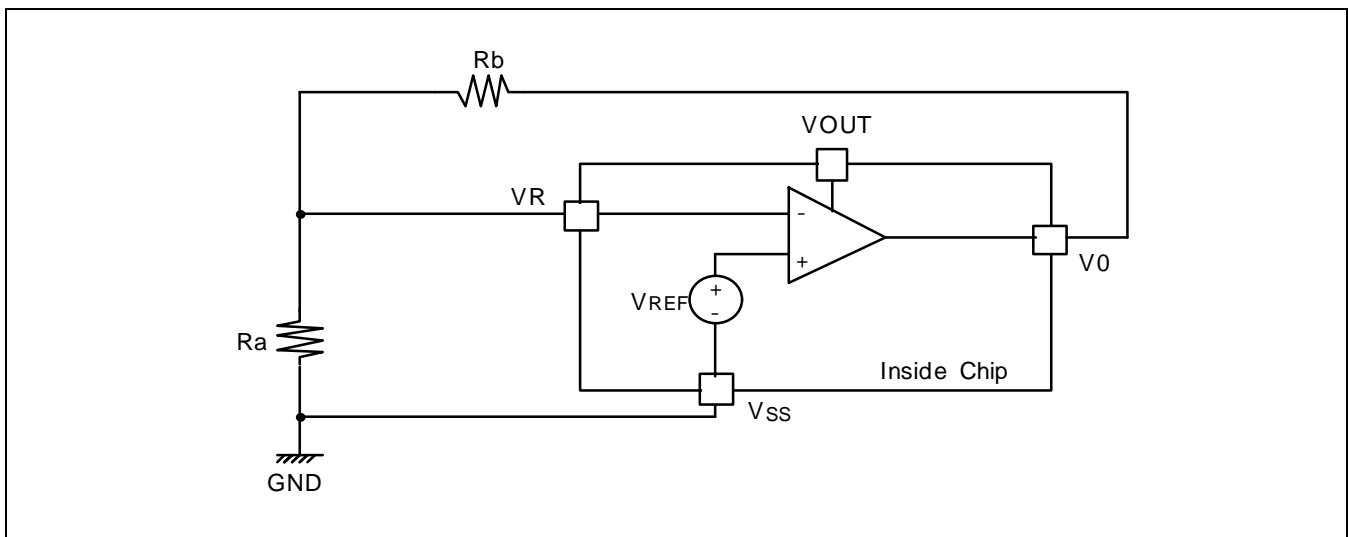 Rb
VOUT
VR
-
+
V0
VREF
+
-
Ra
Inside Chip
VSS
GND